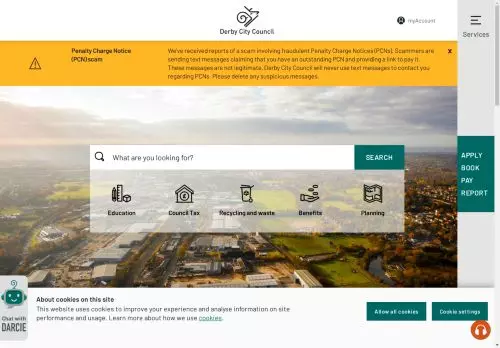 Derby City Council
myAccount
Services
Penalty Charge Notice
(PCN)scam
We've received reports of a scam involving fraudulent Penalty Charge Notices (PCNs). Scammers are
sending text messages claiming that you have an outstanding PCN and providing a link to pay it.
These messages are not legitimate. Derby City Council will never use text messages to contact you
regarding PCNs. Please delete any suspicious messages.
x
What are you looking for?
SEARCH
Education
Council Tax
Recycling and waste
Benefits
Planning
APPLY
BOOK
PAY
REPORT
About cookies on this site
This website uses cookies to improve your experience and analyse information on site
performance and usage. Learn more about how we use cookies.
Allow all cookies
Cookie settings
Chat with
DARCIE